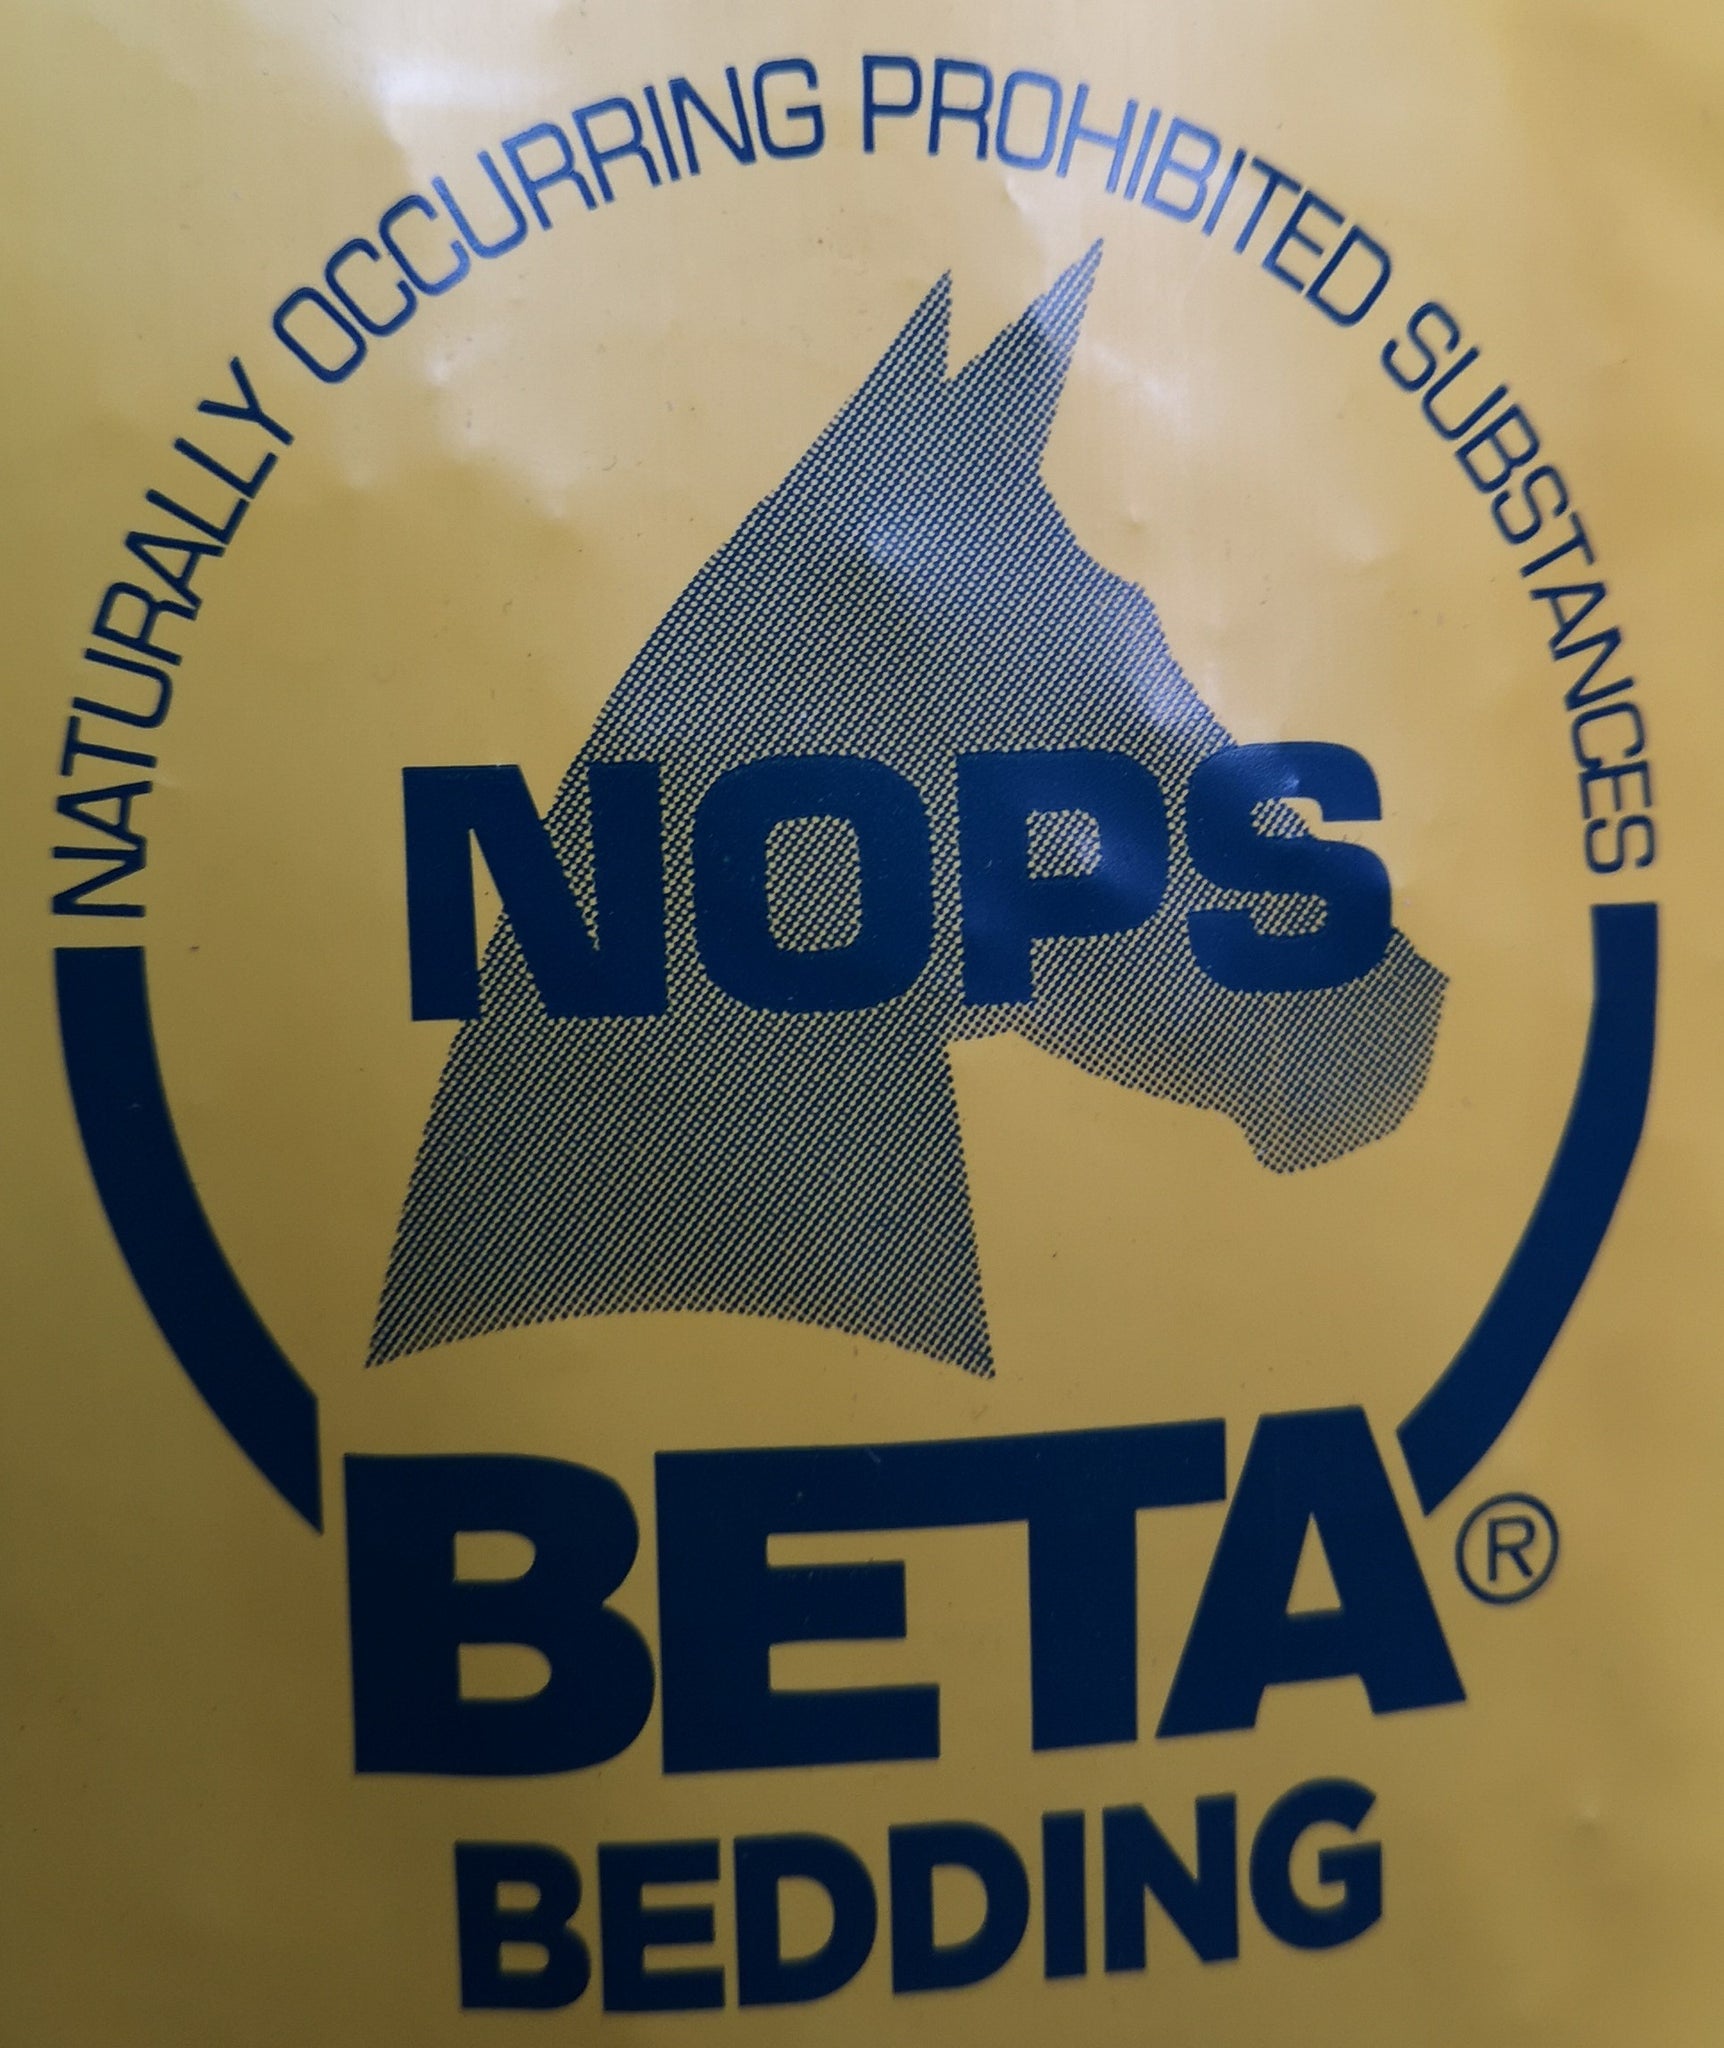 NATURALLY OCCURRING PROHIBITED SUBSTANCES
NOPS
BETA®
BEDDING